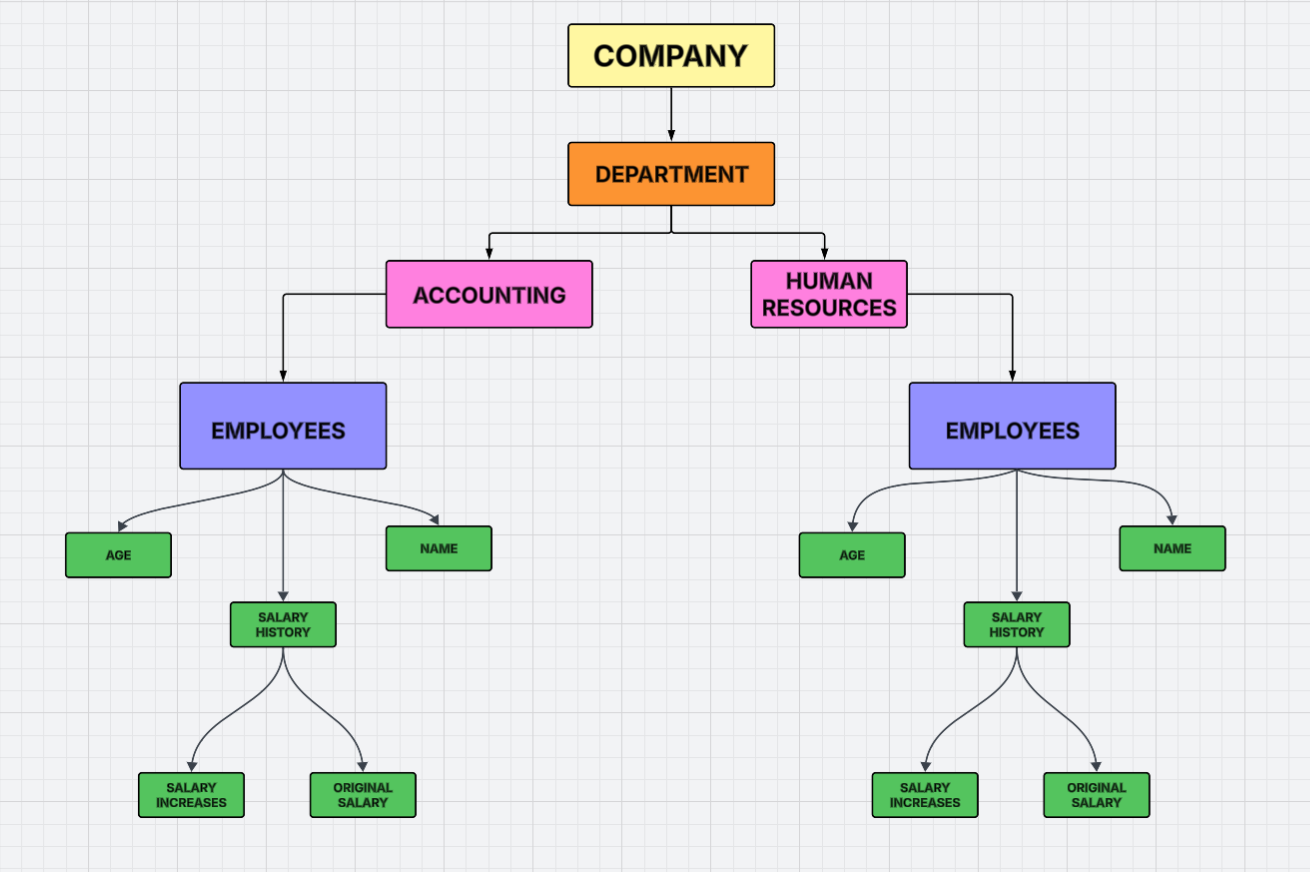 COMPANY
DEPARTMENT
ACCOUNTING
HUMAN
RESOURCES
EMPLOYEES
EMPLOYEES
AGE
NAME
AGE
NAME
SALARY
HISTORY
SALARY
HISTORY
SALARY
INCREASES
ORIGINAL
SALARY
SALARY
INCREASES
ORIGINAL
SALARY